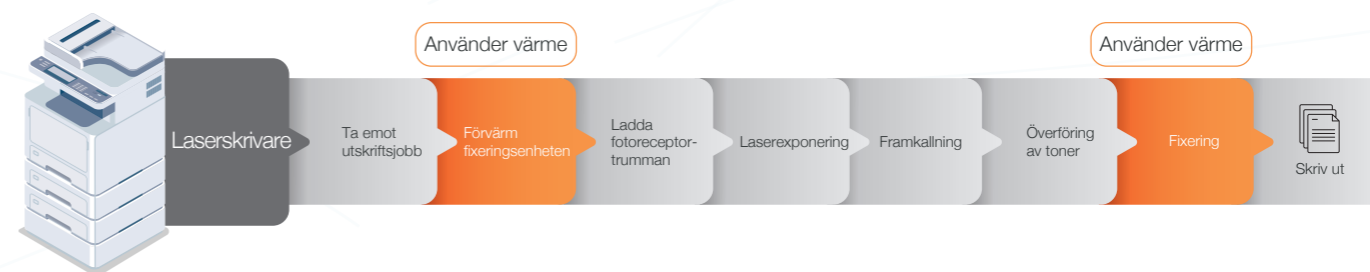 Använder värme
Använder värme
Laserskrivare
Ta emot
utskriftsjobb
Förvärm
fixeringsenheten
Ladda
fotoreceptor-
trumman
Laserexponering
Framkallning
Överföring
av toner
Fixering
Skriv ut